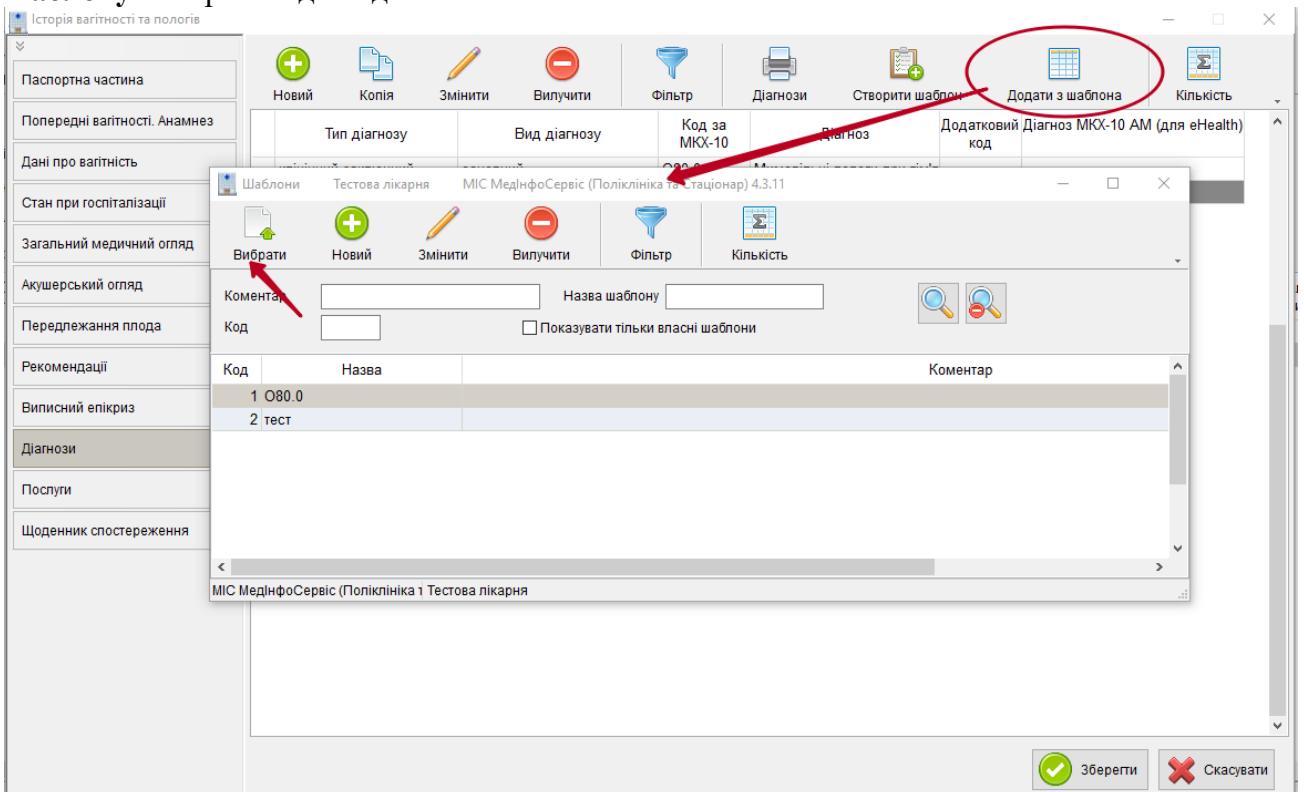 Історія вагітності та пологів
Паспортна частина
Попередні вагітності. Анамнез
Дані про вагітність
Стан при госпіталізації
Загальний медичний огляд
Акушерський огляд
Передлежання плода
Рекомендації
Виписний епікриз
Діагнози
Послуги
Щоденник спостереження
Новий Копія Змінити Вилучити Фільтр Діагнози Створити шаблон Додати з шаблона Кількість
Тип діагнозу Вид діагнозу Код за МКХ-10 Діагноз Додатковий код Діагноз МКХ-10 АМ (для eHealth)
Шаблони Тестова лікарня МІС МедІнфоСервіс (Поліклініка та Стаціонар) 4.3.11
Вибрати Новий Змінити Вилучити Фільтр Кількість
Коментар Назва шаблону
Код Показувати тільки власні шаблони
Код Назва Коментар
1 O80.0
2 тест
МІС МедІнфоСервіс (Поліклініка т Тестова лікарня
Зберегти Скасувати